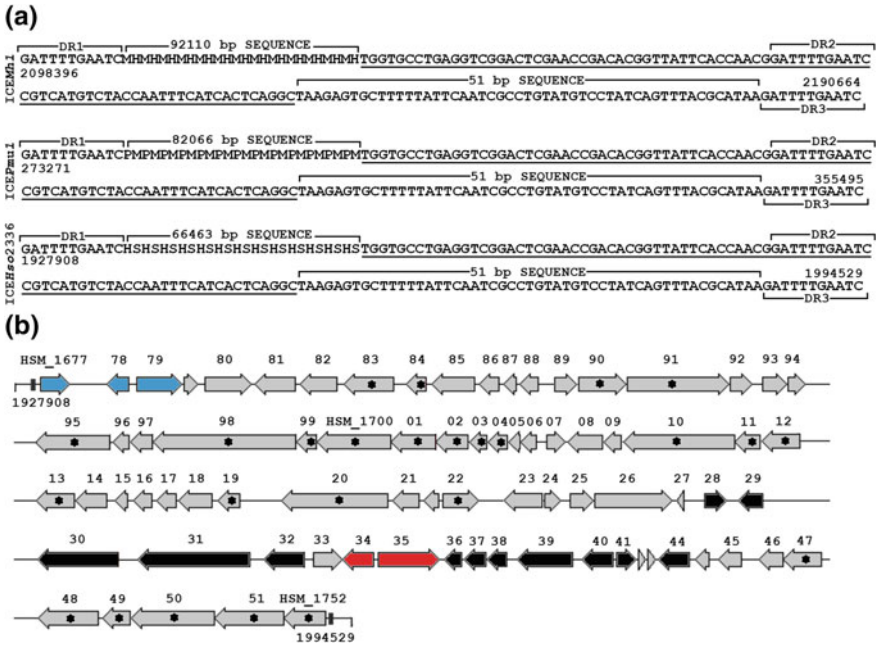 (a)
ICEMh1
DR1 92110 bp SEQUENCE DR2
GATTTTGAATCMHMHMHMHMHMHMHMHMHMHMHMHTGGTGCCTGAGGTCGGACTCGAACCGACACGGTTATTCACCAACGGATTTTGAATC
2098396 51 bp SEQUENCE 2190664
CGTCATGTCTACCAATTTCATCACTCAGGCTAAGAGTGCTTTTTATTCAATCGCCTGTATGTCCTATCAGTTTACGCATAAGATTTTGAATC
DR3
ICEPmu1
DR1 82066 bp SEQUENCE DR2
GATTTTGAATCPMPMPMPMPMPMPMPMPMPMPMPMTGGTGCCTGAGGTCGGACTCGAACCGACACGGTTATTCACCAACGGATTTTGAATC
273271 51 bp SEQUENCE 355495
CGTCATGTCTACCAATTTCATCACTCAGGCTAAGAGTGCTTTTTATTCAATCGCCTGTATGTCCTATCAGTTTACGCATAAGATTTTGAATC
DR3
ICEHso2336
DR1 66463 bp SEQUENCE DR2
GATTTTGAATCHSHSHSHSHSHSHSHSHSHSHSHSTGGTGCCTGAGGTCGGACTCGAACCGACACGGTTATTCACCAACGGATTTTGAATC
1927908 51 bp SEQUENCE 1994529
CGTCATGTCTACCAATTTCATCACTCAGGCTAAGAGTGCTTTTTATTCAATCGCCTGTATGTCCTATCAGTTTACGCATAAGATTTTGAATC
DR3
(b)
HSM_1677 78 79 80 81 82 83 84 85 86 87 88 89 90 91 92 93 94
1927908
95 96 97 98 99 HSM_1700 01 02 03 04 05 06 07 08 09 10 11 12
13 14 15 16 17 18 19 20 21 22 23 24 25 26 27 28 29
30 31 32 33 34 35 36 37 38 39 40 41 44 45 46 47
48 49 50 51 HSM_1752
1994529